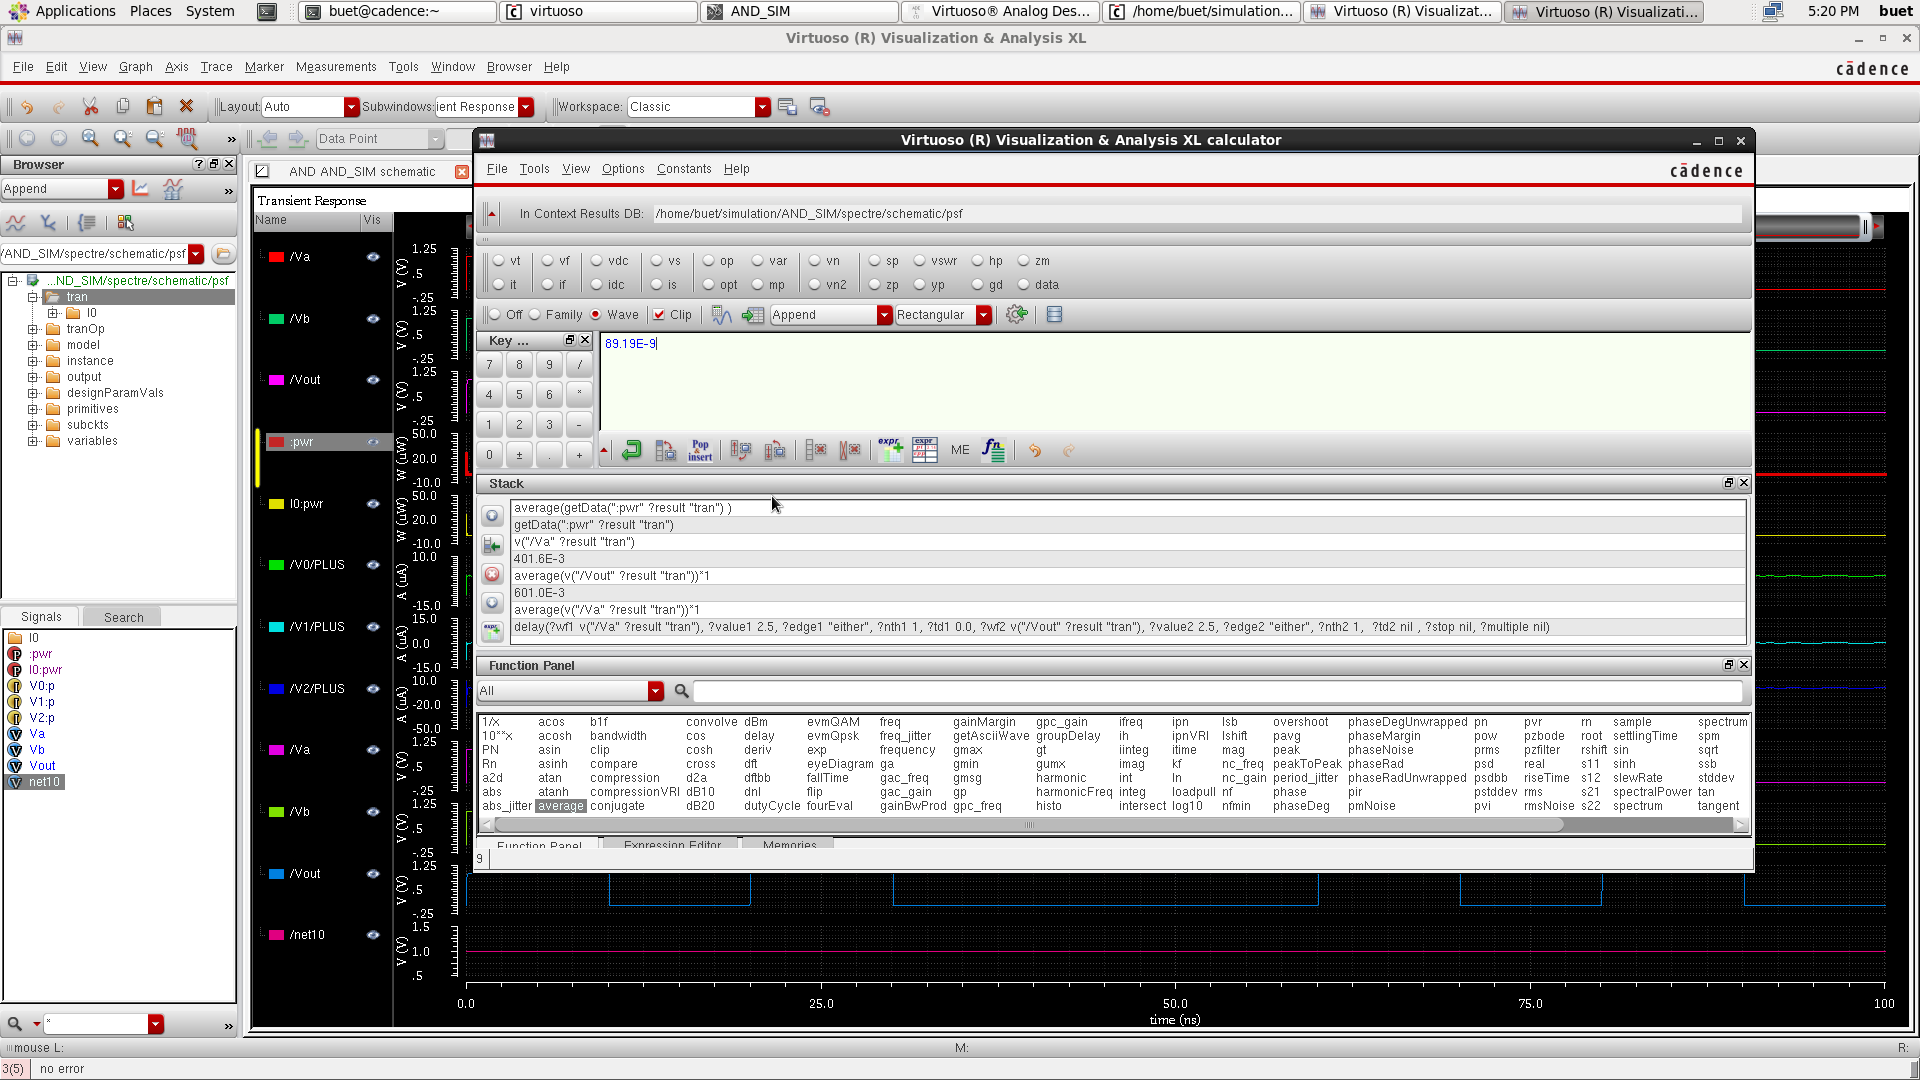 Applications Places System buet@cadence:~ virtuoso AND_SIM Virtuoso® Analog Des... /home/buet/simulation... Virtuoso (R) Visualizat... Virtuoso (R) Visualizati... 5:20 PM buet
Virtuoso (R) Visualization & Analysis XL
File Edit View Graph Axis Trace Marker Measurements Tools Window Browser Help
cādence
Layout: Auto Subwindows: ient Response Workspace: Classic
Data Point
Browser
Append
/AND_SIM/spectre/schematic/psf
...ND_SIM/spectre/schematic/psf
tran
I0
tranOp
model
instance
output
designParamVals
primitives
subckts
variables
Signals Search
I0
:pwr
I0:pwr
V0:p
V1:p
V2:p
Va
Vb
Vout
net10
*
AND AND_SIM schematic
Transient Response
Name Vis
/Va
/Vb
/Vout
:pwr
I0:pwr
/V0/PLUS
/V1/PLUS
/V2/PLUS
/Va
/Vb
/Vout
/net10
V (V) 1.25 .5 -.25
V (V) 1.25 .5 -.25
V (V) 1.25 .5 -.25
W (uW) 50.0 20.0 -10.0
W (uW) 50.0 20.0 -10.0
A (uA) 10.0 -15.0
A (uA) 15.0 0.0 -15.0
A (uA) 10.0 -20.0 -50.0
V (V) 1.25 .5 -.25
V (V) 1.25 .5 -.25
V (V) 1.25 .5 -.25
V (V) 1.5 1.0 .5
0.0 25.0 50.0 75.0 100
time (ns)
Virtuoso (R) Visualization & Analysis XL calculator
File Tools View Options Constants Help
cādence
In Context Results DB: /home/buet/simulation/AND_SIM/spectre/schematic/psf
vt vf vdc vs op var vn sp vswr hp zm
it if idc is opt mp vn2 zp yp gd data
Off Family Wave Clip Append Rectangular
Key ...
7 8 9 /
4 5 6 *
1 2 3 -
0 ± . +
89.19E-9
Pop insert expr expr ME fn
Stack
average(getData(":pwr" ?result "tran") )
getData(":pwr" ?result "tran")
v("/Va" ?result "tran")
401.6E-3
average(v("/Vout" ?result "tran"))*1
601.0E-3
average(v("/Va" ?result "tran"))*1
delay(?wf1 v("/Va" ?result "tran"), ?value1 2.5, ?edge1 "either", ?nth1 1, ?td1 0.0, ?wf2 v("/Vout" ?result "tran"), ?value2 2.5, ?edge2 "either", ?nth2 1, ?td2 nil , ?stop nil, ?multiple nil)
expr
Function Panel
All
1/x acos b1f convolve dBm evmQAM freq gainMargin gpc_gain ifreq ipn lsb overshoot phaseDegUnwrapped pn pvr rn sample spectrum
10**x acosh bandwidth cos delay evmQpsk freq_jitter getAsciiWave groupDelay ih ipnVRI lshift pavg phaseMargin pow pzbode root settlingTime spm
PN asin clip cosh deriv exp frequency gmax gt iinteg itime mag peak phaseNoise prms pzfilter rshift sin sqrt
Rn asinh compare cross dft eyeDiagram ga gmin gumx imag kf nc_freq peakToPeak phaseRad psd real s11 sinh ssb
a2d atan compression d2a dftbb fallTime gac_freq gmsg harmonic int ln nc_gain period_jitter phaseRadUnwrapped psdbb riseTime s12 slewRate stddev
abs atanh compressionVRI dB10 dnl flip gac_gain gp harmonicFreq integ loadpull nf phase pir pstddev rms s21 spectralPower tan
abs_jitter average conjugate dB20 dutyCycle fourEval gainBwProd gpc_freq histo intersect log10 nfmin phaseDeg pmNoise pvi rmsNoise s22 spectrum tangent
Function Panel Expression Editor Memories
9
mouse L: M: R:
3(5) no error